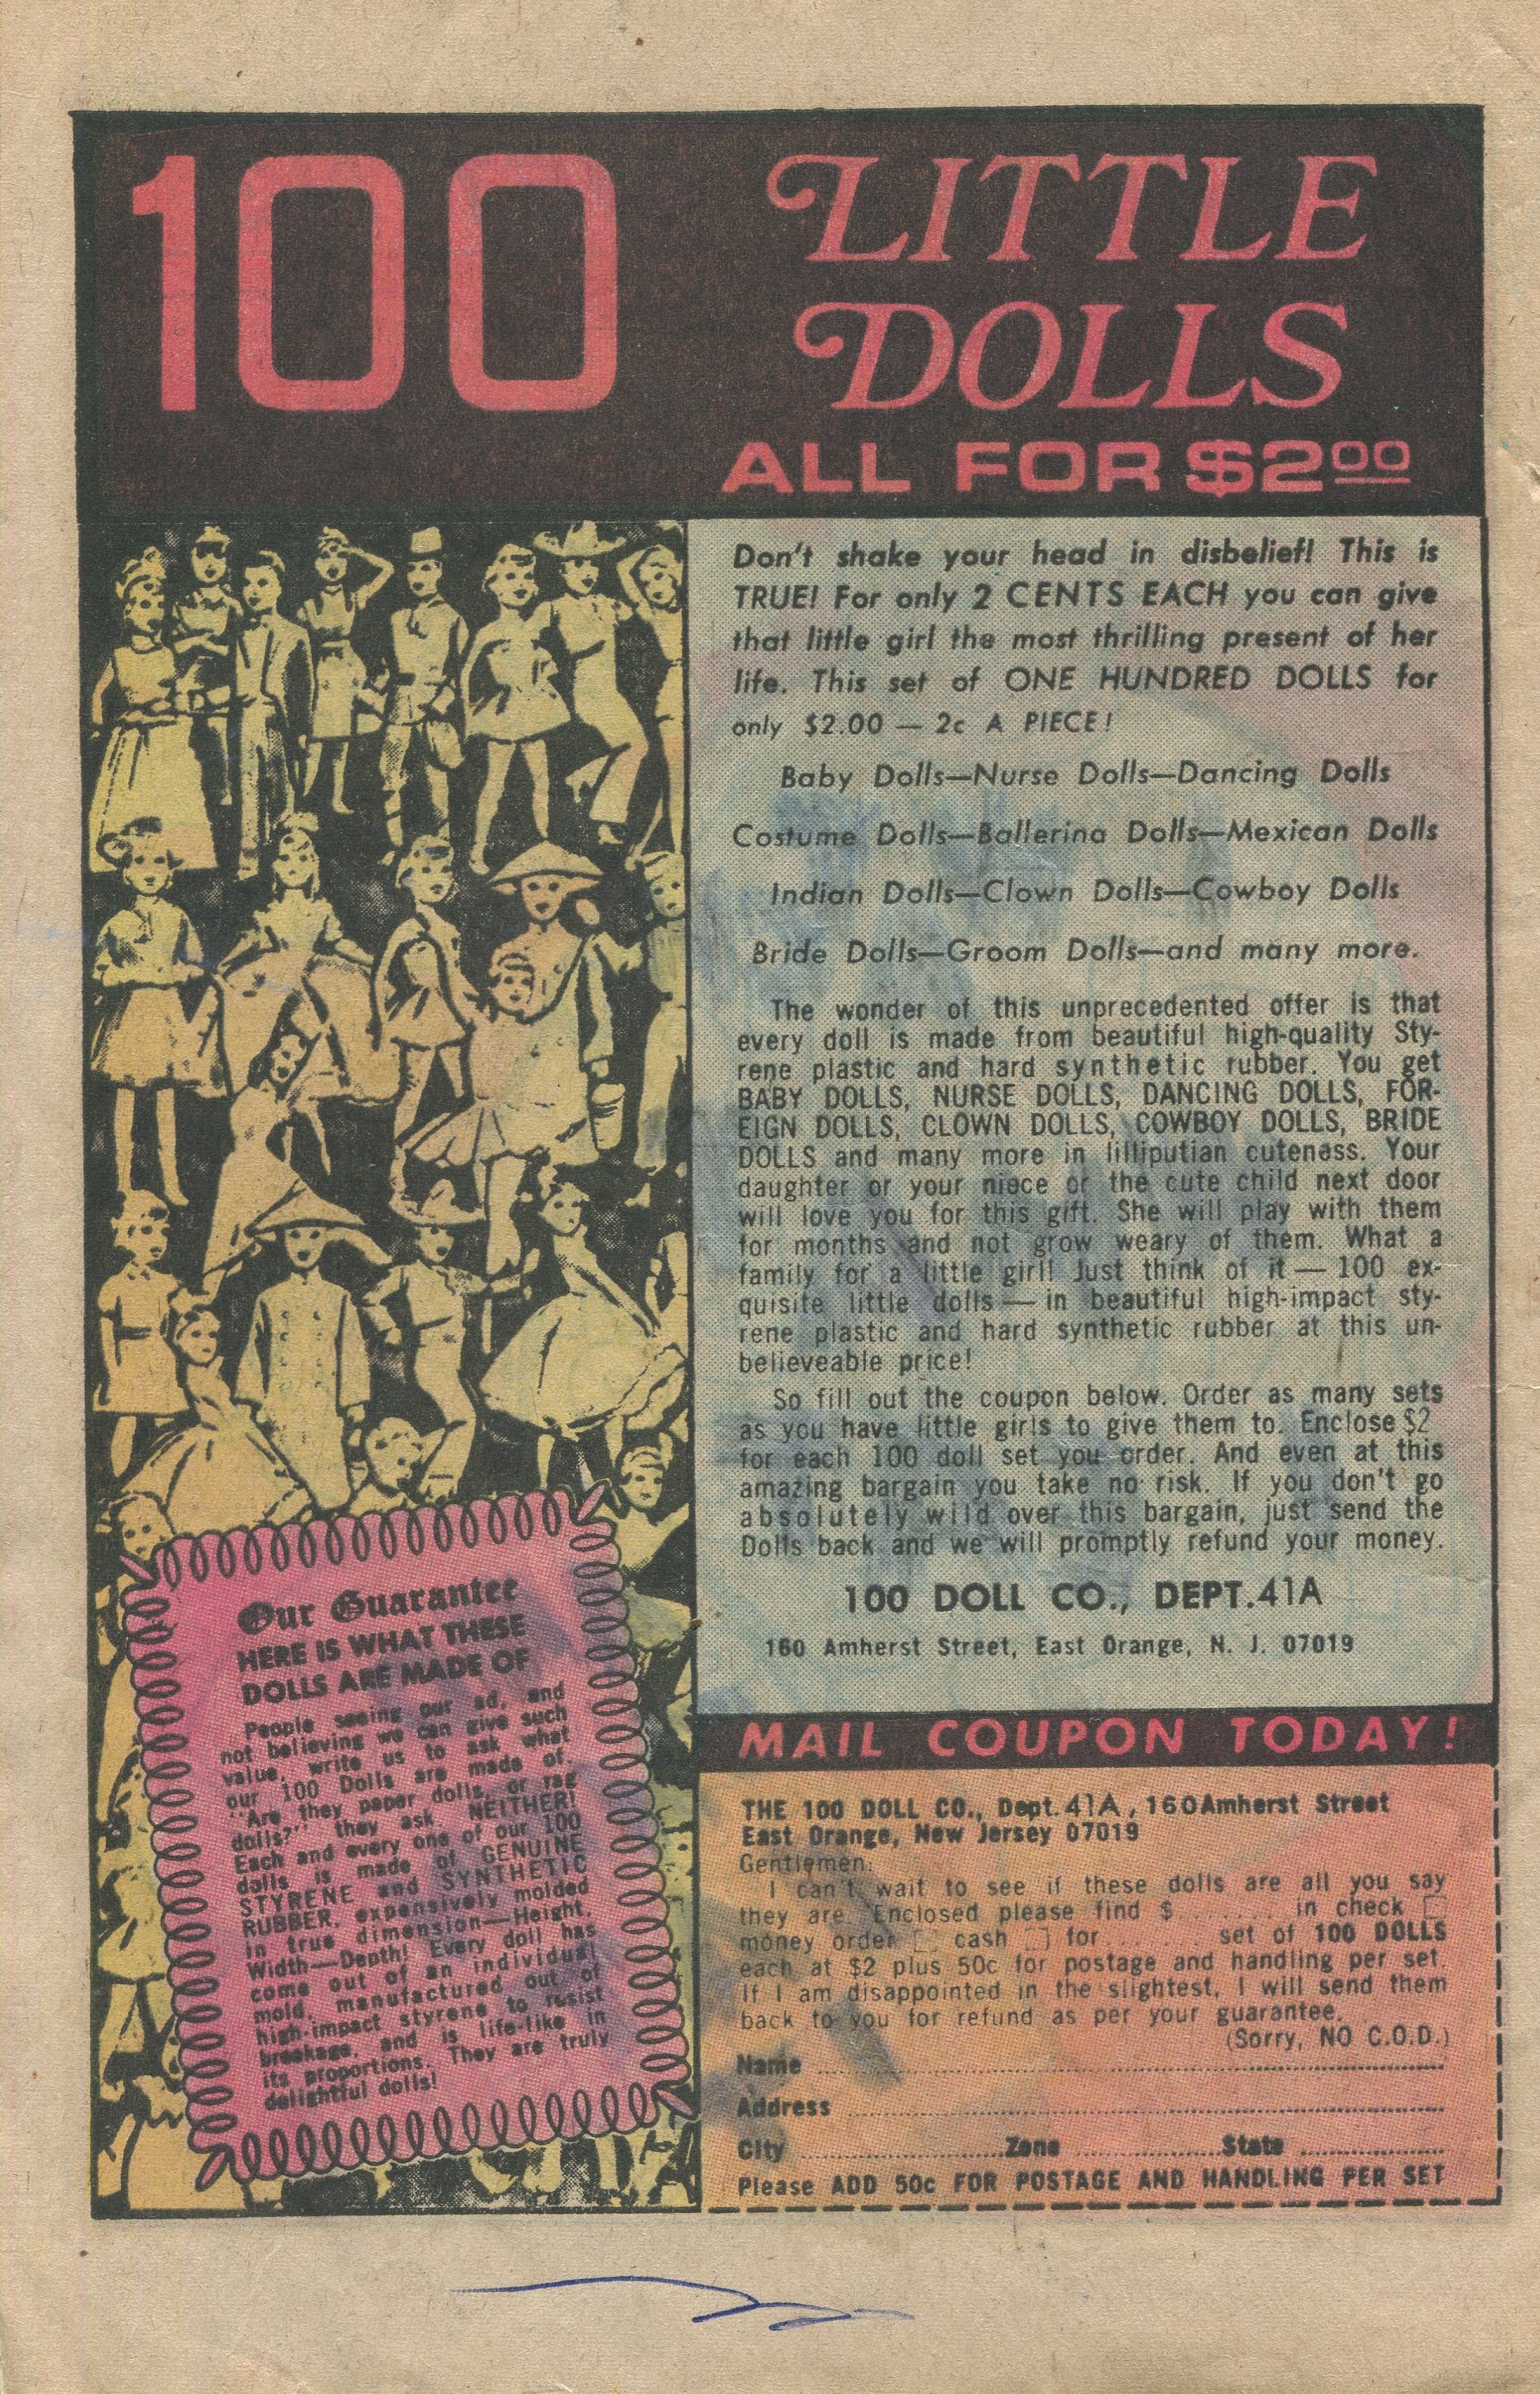 100
LITTLE
DOLLS
ALL FOR $2.00
Don't shake your head in disbelief! This is
TRUE! For only 2 CENTS EACH you can give
that little girl the most thrilling present of her
life. This set of ONE HUNDRED DOLLS for
only $2.00 — 2c A PIECE!
Baby Dolls—Nurse Dolls—Dancing Dolls
Costume Dolls—Ballerina Dolls—Mexican Dolls
Indian Dolls—Clown Dolls—Cowboy Dolls
Bride Dolls—Groom Dolls—and many more.
The wonder of this unprecedented offer is that
every doll is made from beautiful high-quality Sty-
rene plastic and hard synthetic rubber. You get
BABY DOLLS, NURSE DOLLS, DANCING DOLLS, FOR-
EIGN DOLLS, CLOWN DOLLS, COWBOY DOLLS, BRIDE
DOLLS and many more in lilliputian cuteness. Your
daughter or your niece or the cute child next door
will love you for this gift. She will play with them
for months and not grow weary of them. What a
family for a little girl! Just think of it — 100 ex-
quisite little dolls — in beautiful high-impact sty-
rene plastic and hard synthetic rubber at this un-
believeable price!
So fill out the coupon below. Order as many sets
as you have little girls to give them to. Enclose $2
for each 100 doll set you order. And even at this
amazing bargain you take no risk. If you don't go
absolutely wild over this bargain, just send the
Dolls back and we will promptly refund your money.
100 DOLL CO., DEPT.41A
160 Amherst Street, East Orange, N. J. 07019
Our Guarantee
HERE IS WHAT THESE
DOLLS ARE MADE OF
People seeing our ad, and
not believing we can give such
value, write us to ask what
our 100 Dolls are made of.
"Are they paper dolls, or rag
dolls?" they ask NEITHER!
Each and every one of our 100
dolls is made of GENUINE
STYRENE and SYNTHETIC
RUBBER, expensively molded
in true dimension—Height,
Width—Depth! Every doll has
come out of an individual
mold, manufactured out of
high-impact styrene to resist
breakage, and is life-like in
its proportions. They are truly
delightful dolls!
MAIL COUPON TODAY!
THE 100 DOLL CO., Dept.41A, 160 Amherst Street
East Orange, New Jersey 07019
Gentlemen:
I can't wait to see if these dolls are all you say
they are. Enclosed please find $ ........ in check
money order cash for ....... set of 100 DOLLS
each at $2 plus 50c for postage and handling per set.
If I am disappointed in the slightest, I will send them
back to you for refund as per your guarantee.
(Sorry, NO C.O.D.)
Name
Address
City Zone State
Please ADD 50c FOR POSTAGE AND HANDLING PER SET